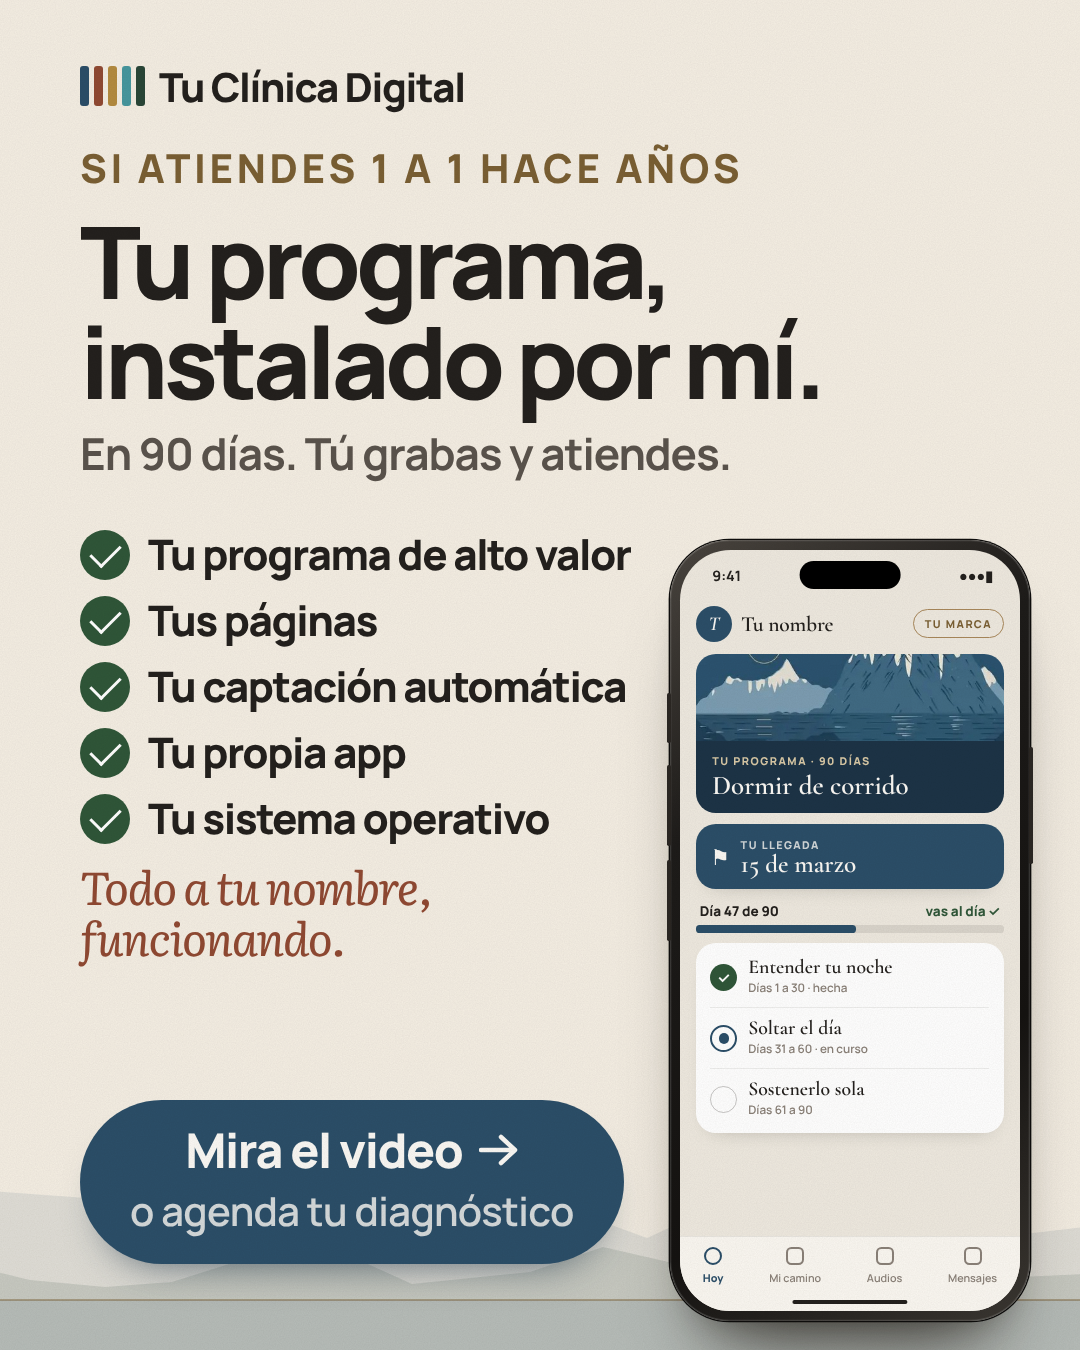 Tu Clínica Digital
SI ATIENDES 1 A 1 HACE AÑOS
Tu programa,
instalado por mí.
En 90 días. Tú grabas y atiendes.
Tu programa de alto valor
Tus páginas
Tu captación automática
Tu propia app
Tu sistema operativo
Todo a tu nombre,
funcionando.
Mira el video →
o agenda tu diagnóstico
9:41
T Tu nombre TU MARCA
TU PROGRAMA · 90 DÍAS
Dormir de corrido
TU LLEGADA
15 de marzo
Día 47 de 90 vas al día ✓
Entender tu noche
Días 1 a 30 · hecha
Soltar el día
Días 31 a 60 · en curso
Sostenerlo sola
Días 61 a 90
Hoy Mi camino Audios Mensajes